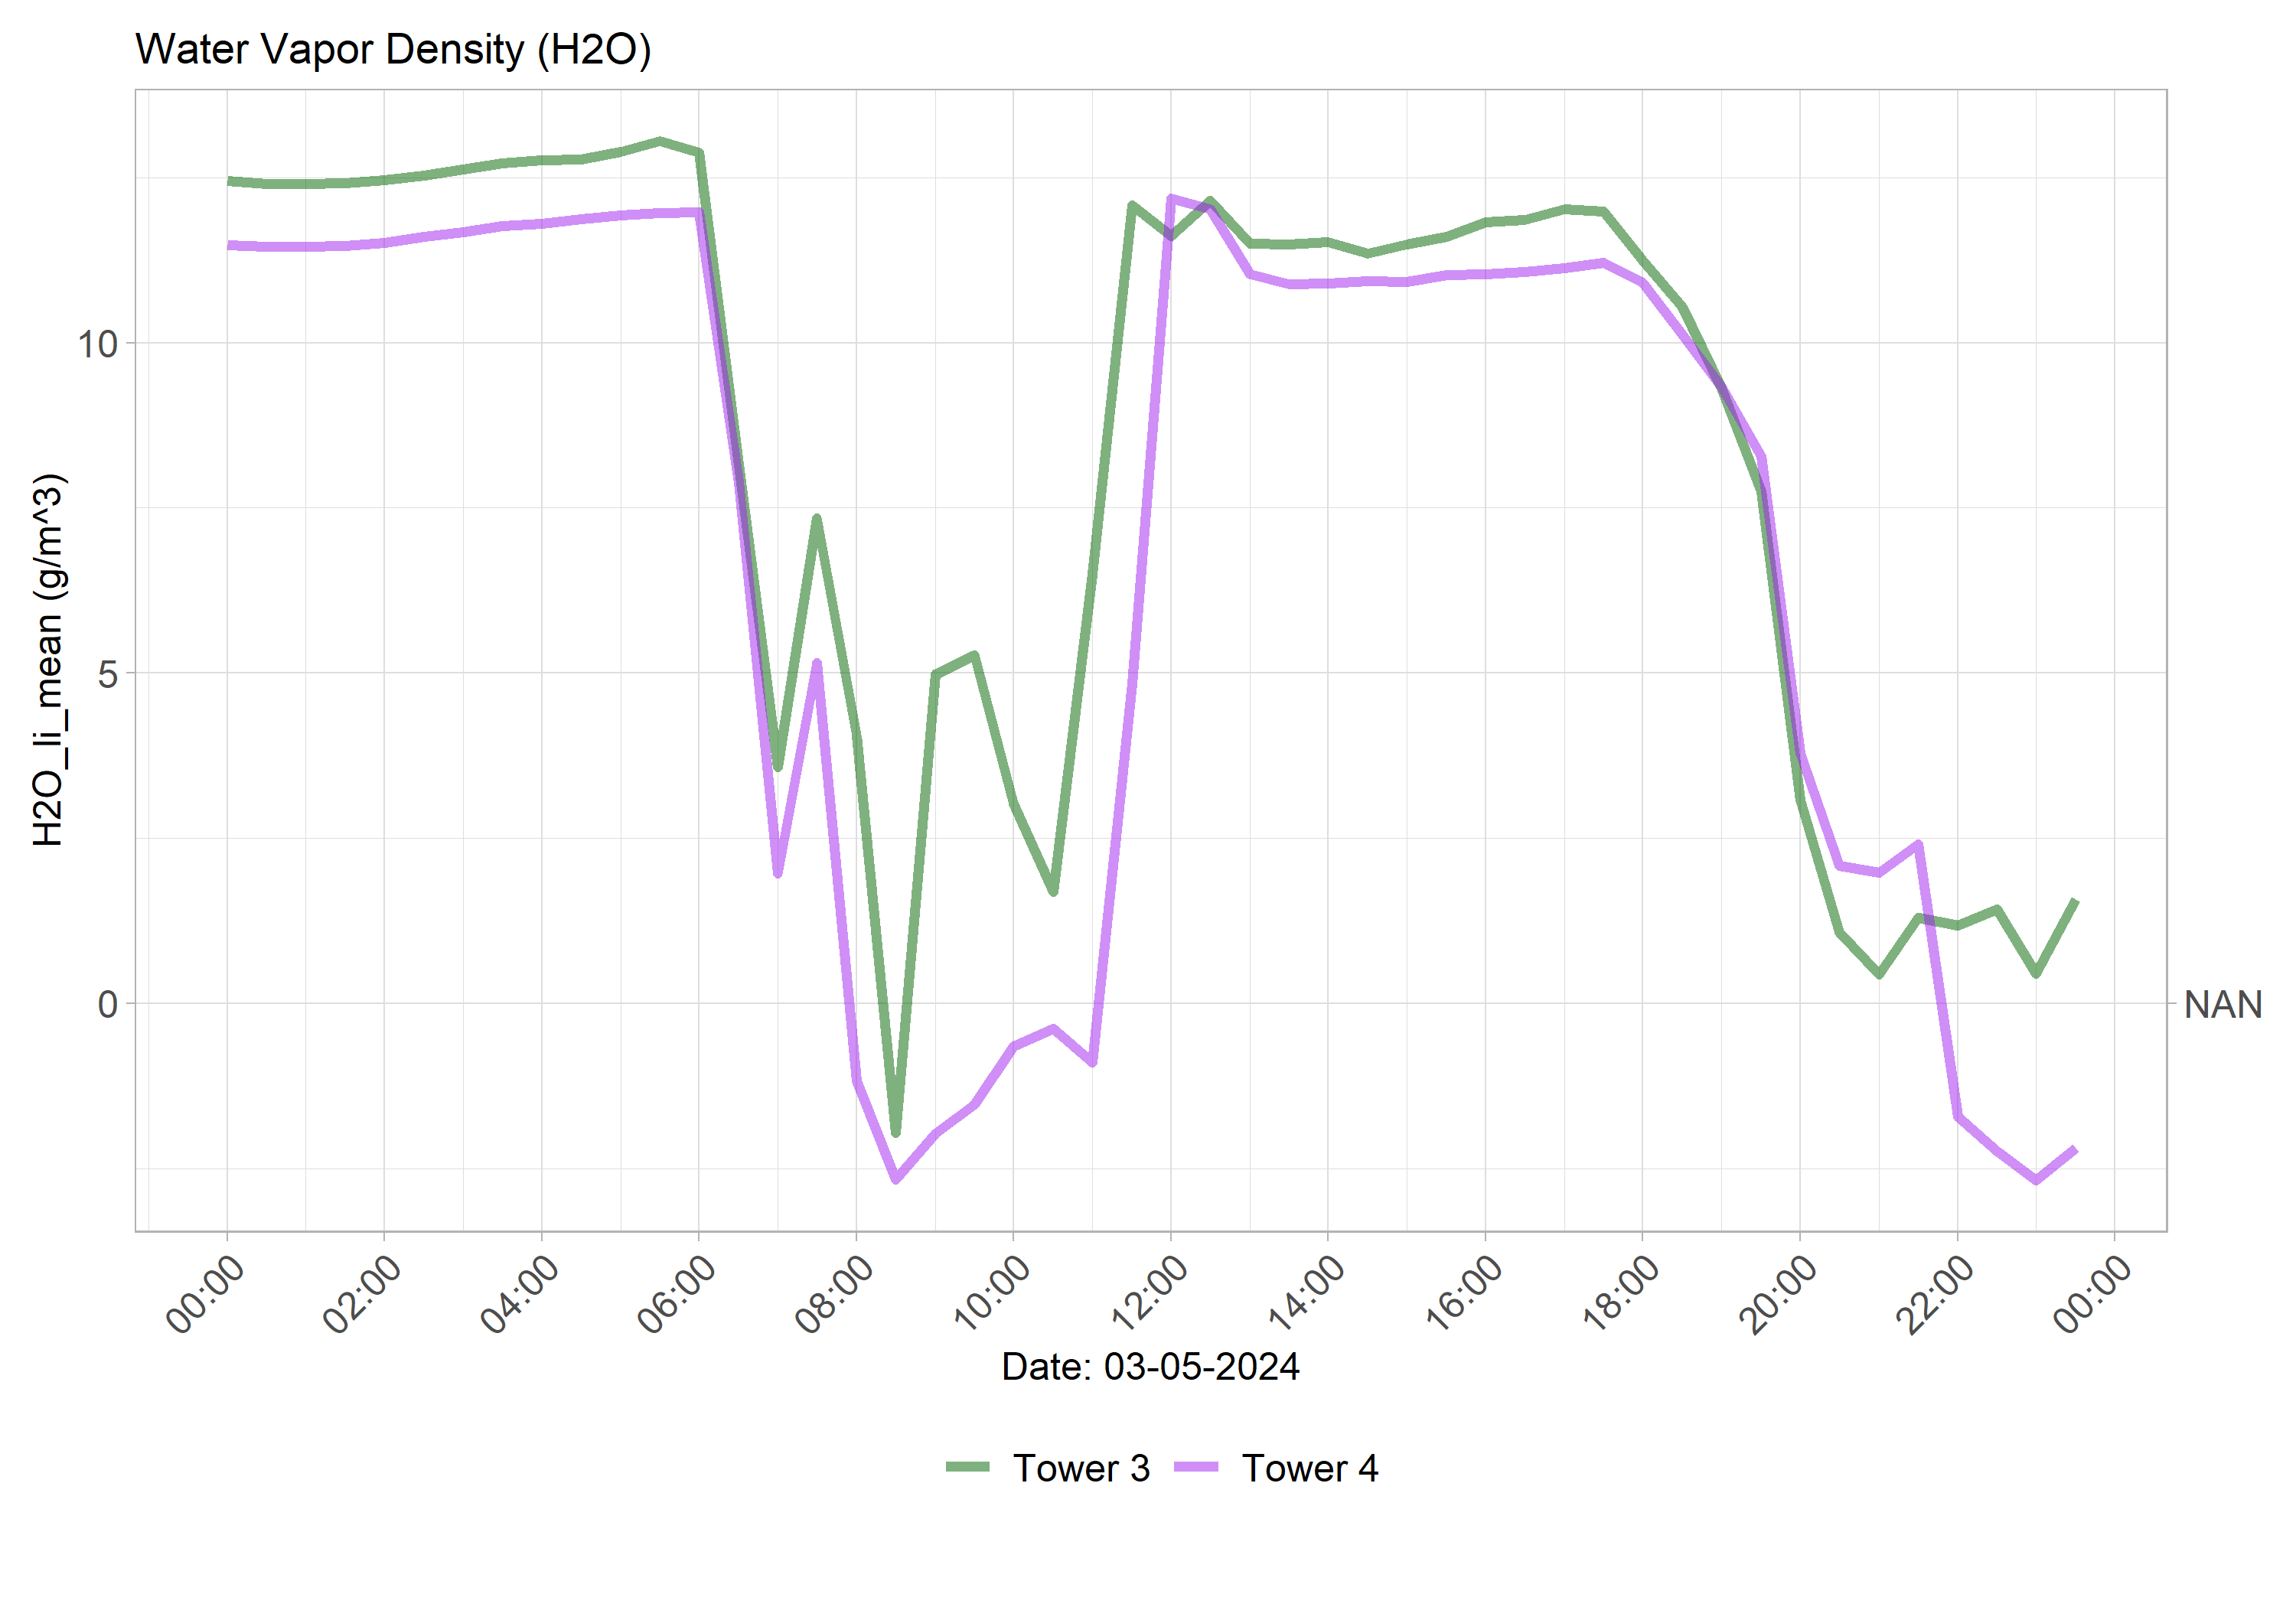 Water Vapor Density (H2O)
H2O_li_mean (g/m^3)
10
5
0
NAN
00:00 02:00 04:00 06:00 08:00 10:00 12:00 14:00 16:00 18:00 20:00 22:00 00:00
Date: 03-05-2024
Tower 3 Tower 4